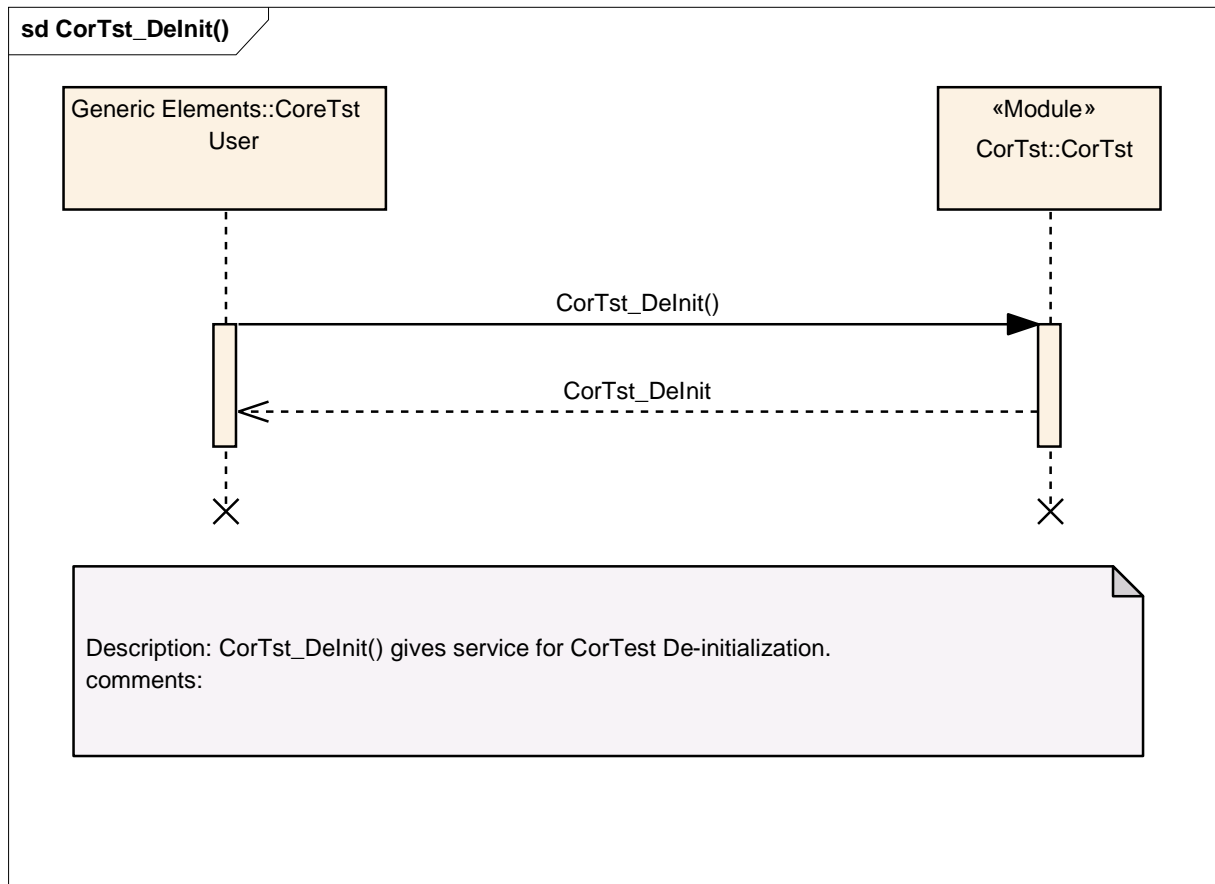 sd CorTst_DeInit()
Generic Elements::CoreTst
User
«Module»
CorTst::CorTst
CorTst_DeInit()
CorTst_DeInit
Description: CorTst_DeInit() gives service for CorTest De-initialization.
comments: